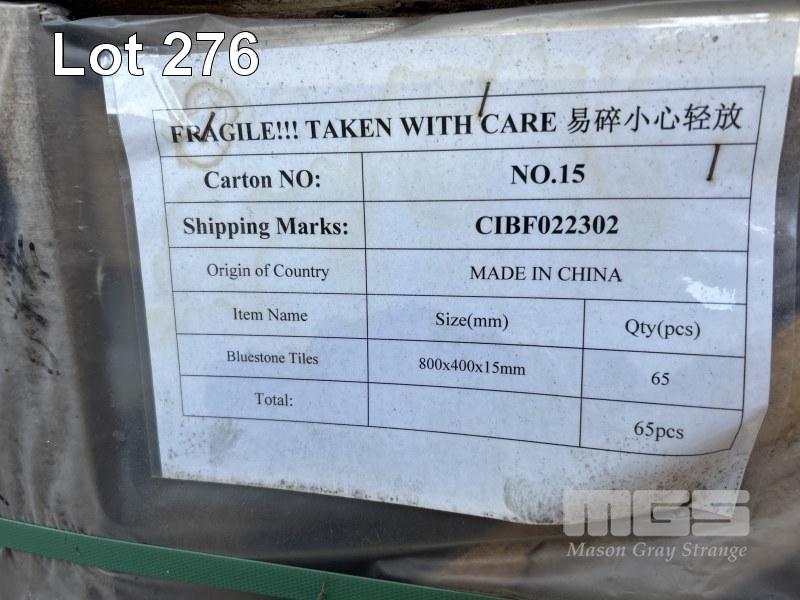 Lot 276
FRAGILE!!! TAKEN WITH CARE 易碎小心轻放
Carton NO: NO.15
Shipping Marks: CIBF022302
Origin of Country MADE IN CHINA
Item Name Size(mm) Qty(pcs)
Bluestone Tiles 800x400x15mm 65
Total: 65pcs
MGS
Mason Gray Strange